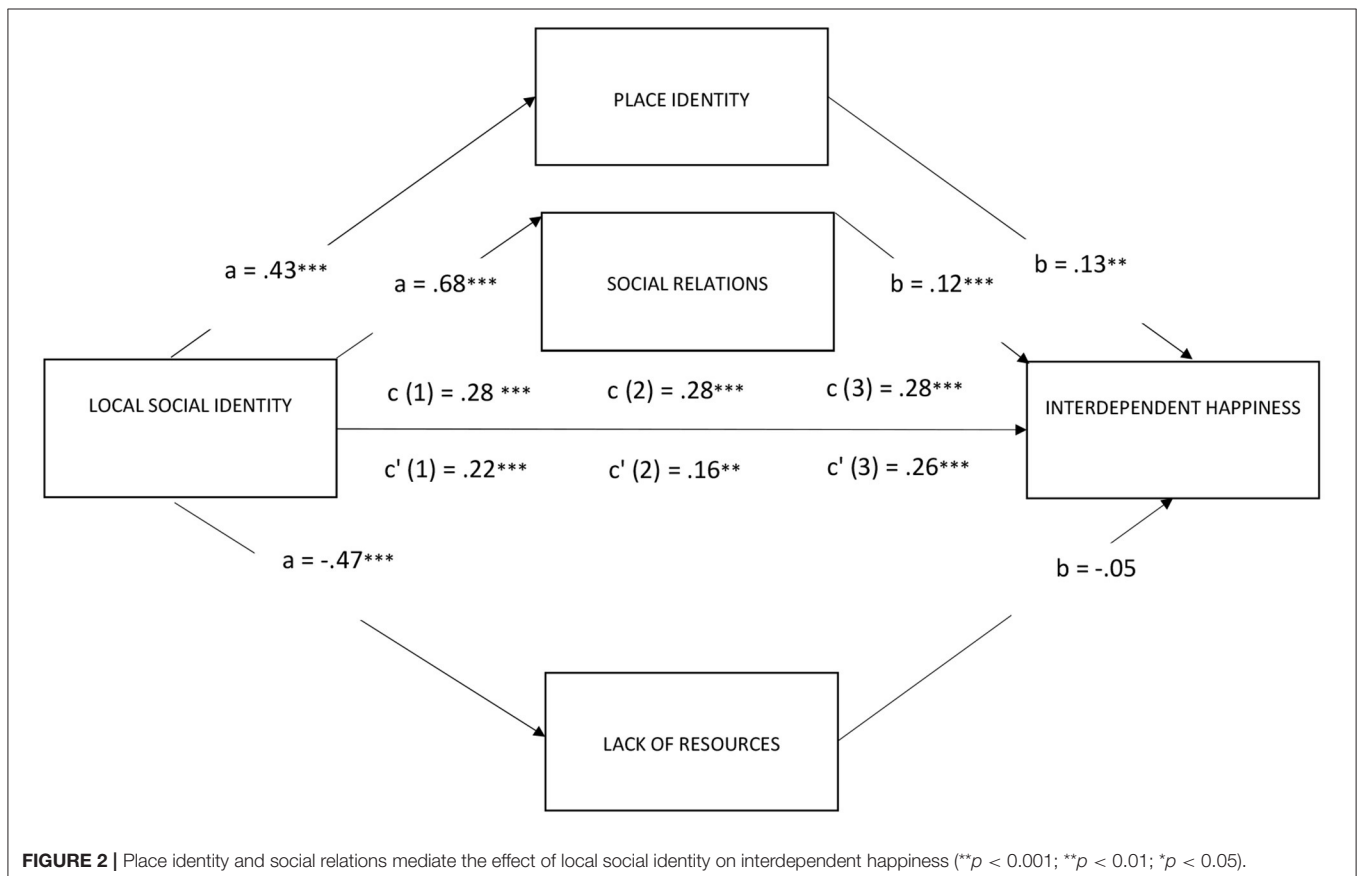 PLACE IDENTITY
a = .43***
b = .13**
a = .68***
SOCIAL RELATIONS
b = .12***
LOCAL SOCIAL IDENTITY
c (1) = .28 ***
c (2) = .28***
c (3) = .28***
INTERDEPENDENT HAPPINESS
c' (1) = .22***
c' (2) = .16**
c' (3) = .26***
a = -.47***
b = -.05
LACK OF RESOURCES
FIGURE 2 | Place identity and social relations mediate the effect of local social identity on interdependent happiness (**p < 0.001; **p < 0.01; *p < 0.05).